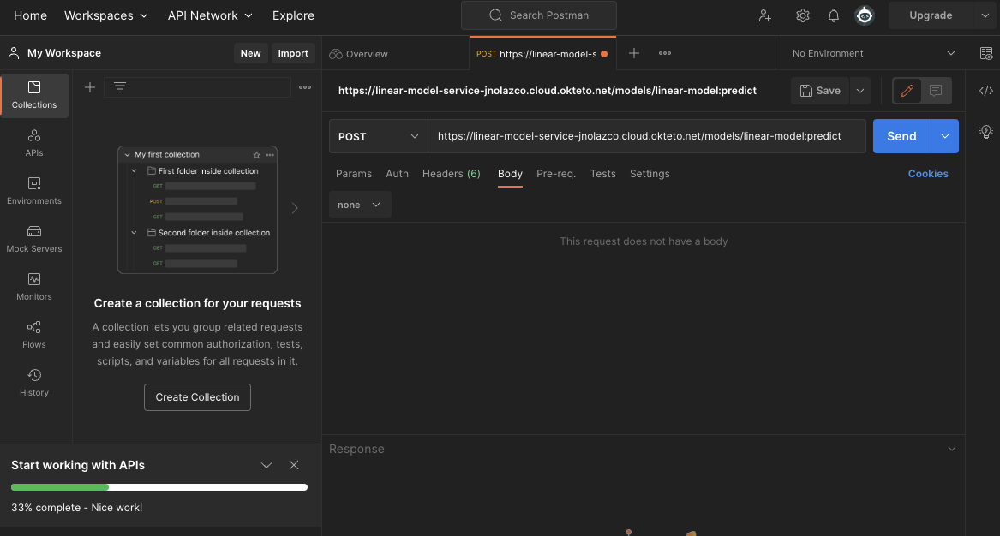 Home Workspaces API Network Explore Search Postman Upgrade
My Workspace New Import Overview POST https://linear-model-s No Environment
Collections
APIs
Environments
Mock Servers
Monitors
Flows
History
My first collection
First folder inside collection
GET
POST
GET
Second folder inside collection
GET
GET
Create a collection for your requests
A collection lets you group related requests
and easily set common authorization, tests,
scripts, and variables for all requests in it.
Create Collection
Start working with APIs
33% complete - Nice work!
https://linear-model-service-jnolazco.cloud.okteto.net/models/linear-model:predict Save
POST https://linear-model-service-jnolazco.cloud.okteto.net/models/linear-model:predict Send
Params Auth Headers (6) Body Pre-req. Tests Settings Cookies
none
This request does not have a body
Response